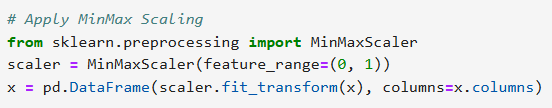 # Apply MinMax Scaling
from sklearn.preprocessing import MinMaxScaler
scaler = MinMaxScaler(feature_range=(0, 1))
x = pd.DataFrame(scaler.fit_transform(x), columns=x.columns)